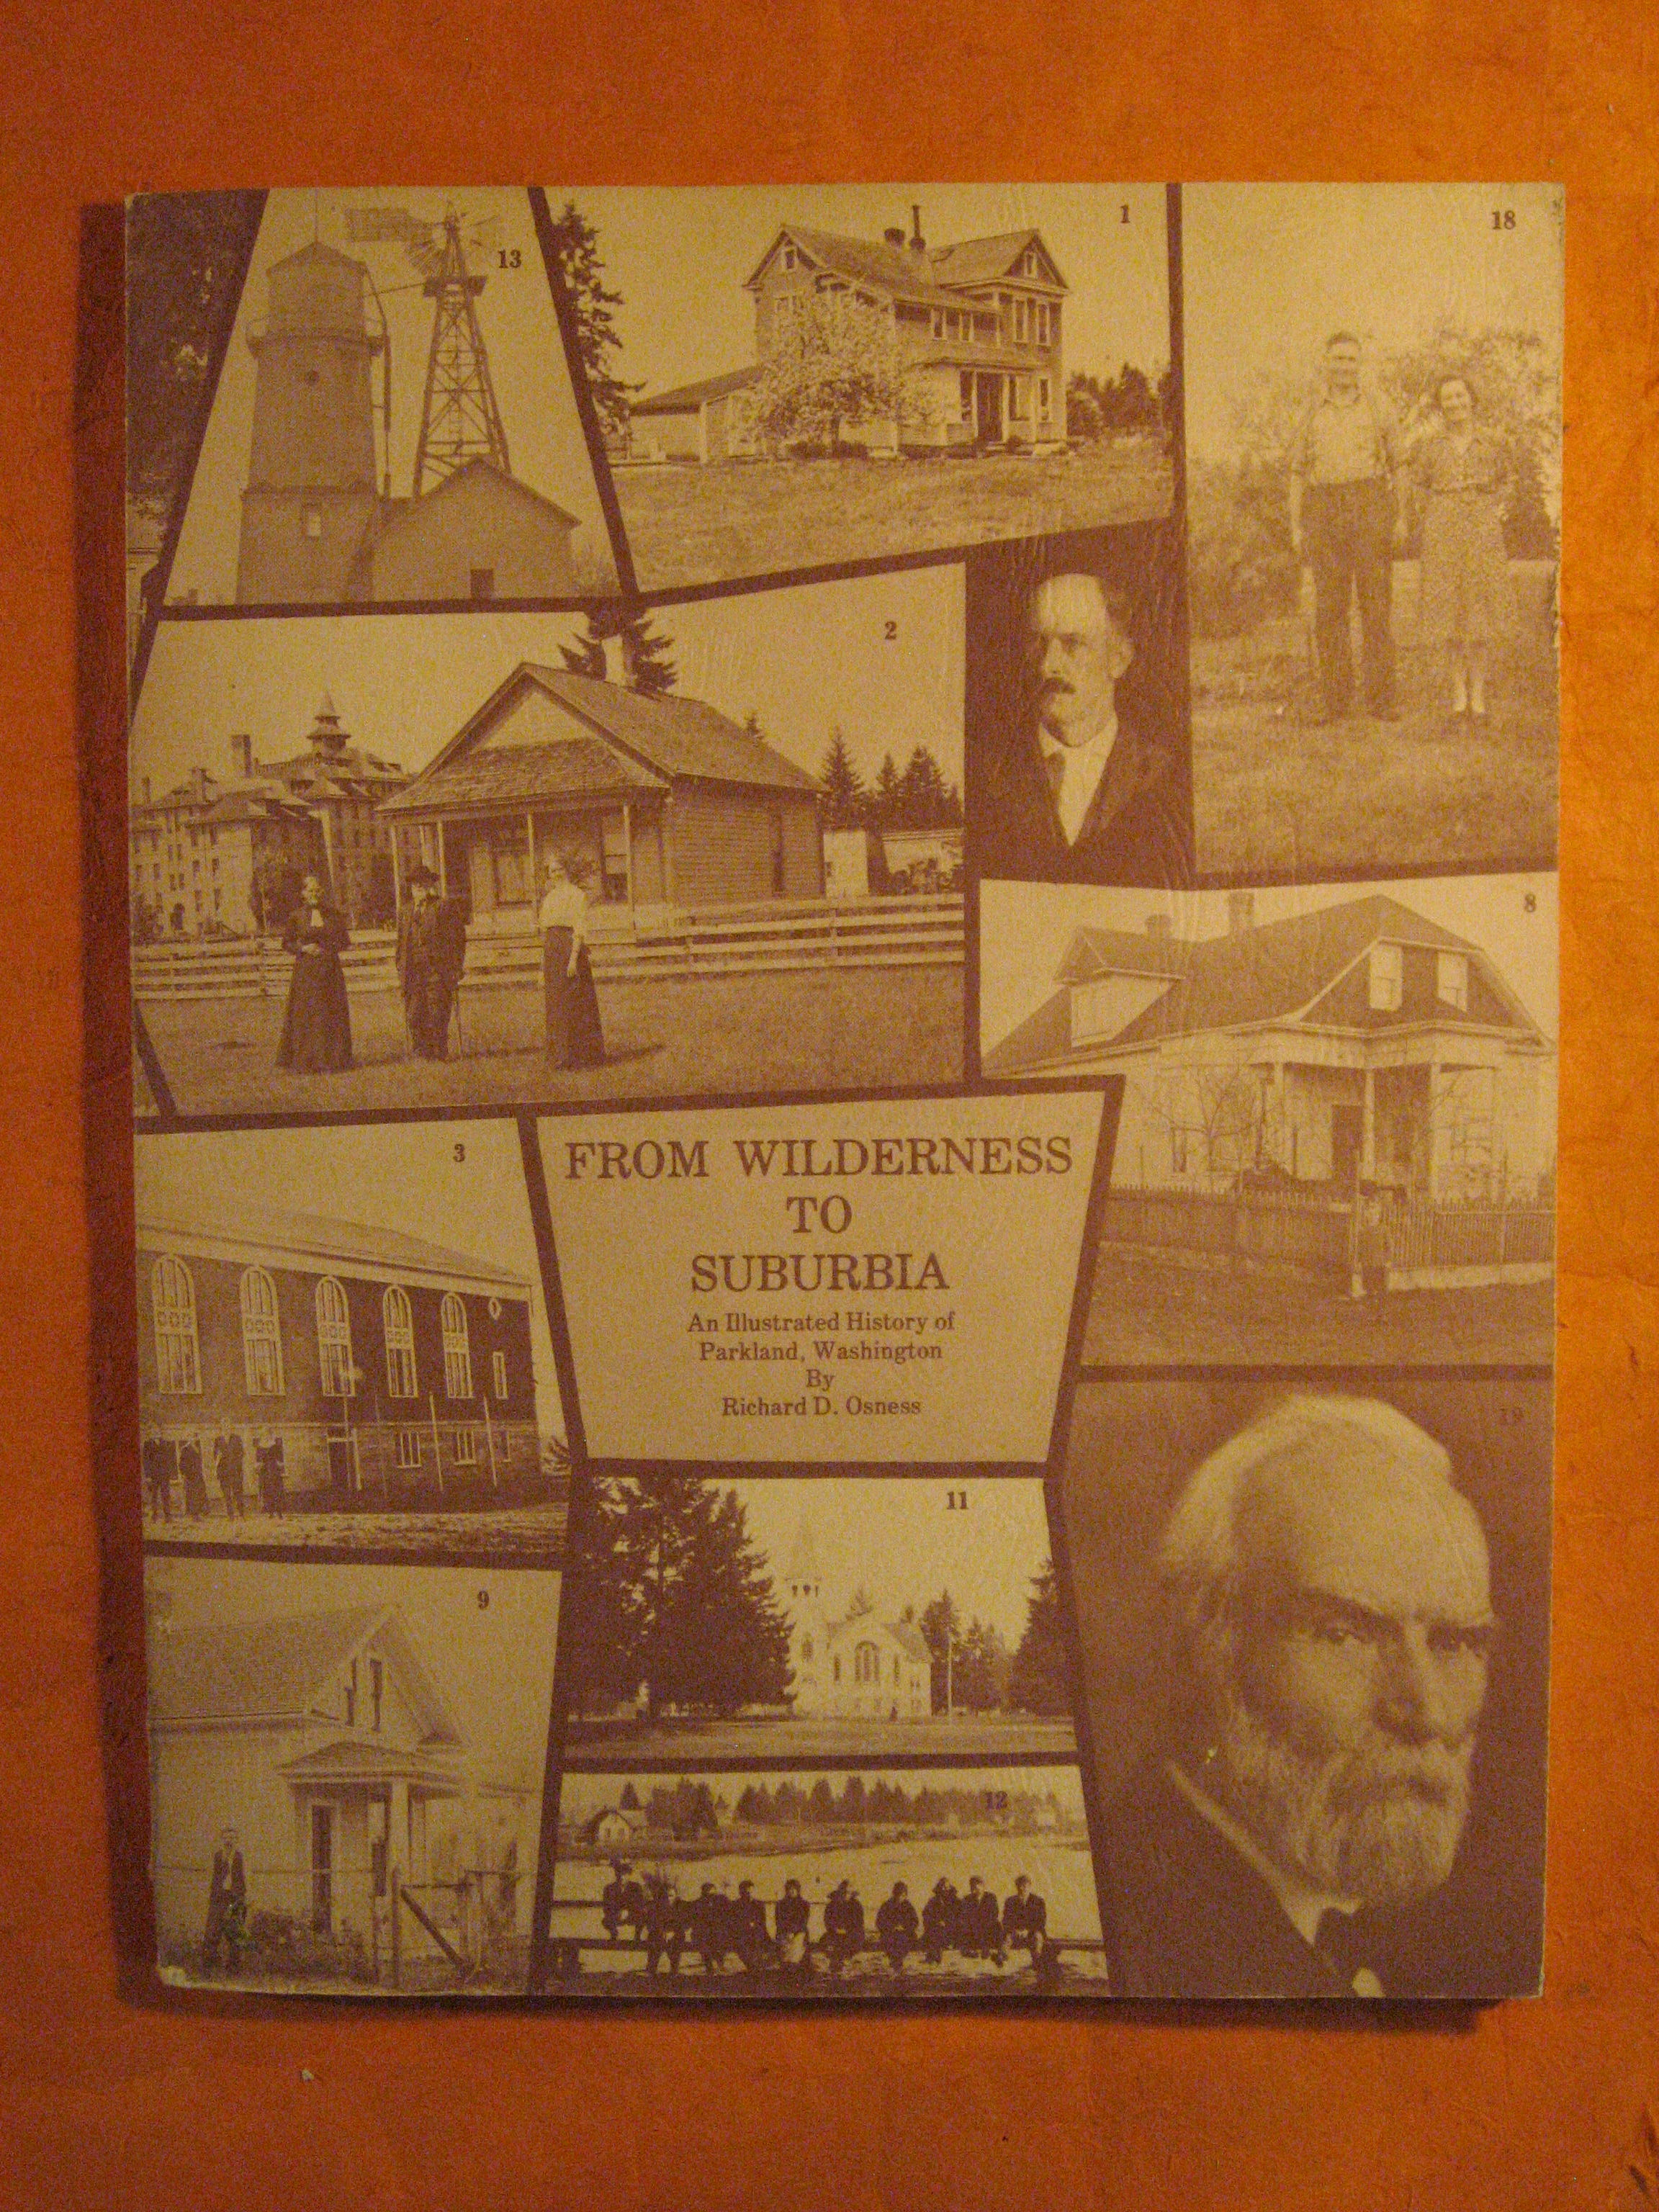 13
1
18
2
8
3
FROM WILDERNESS
TO
SUBURBIA
An Illustrated History of
Parkland, Washington
By
Richard D. Osness
19
11
9
12